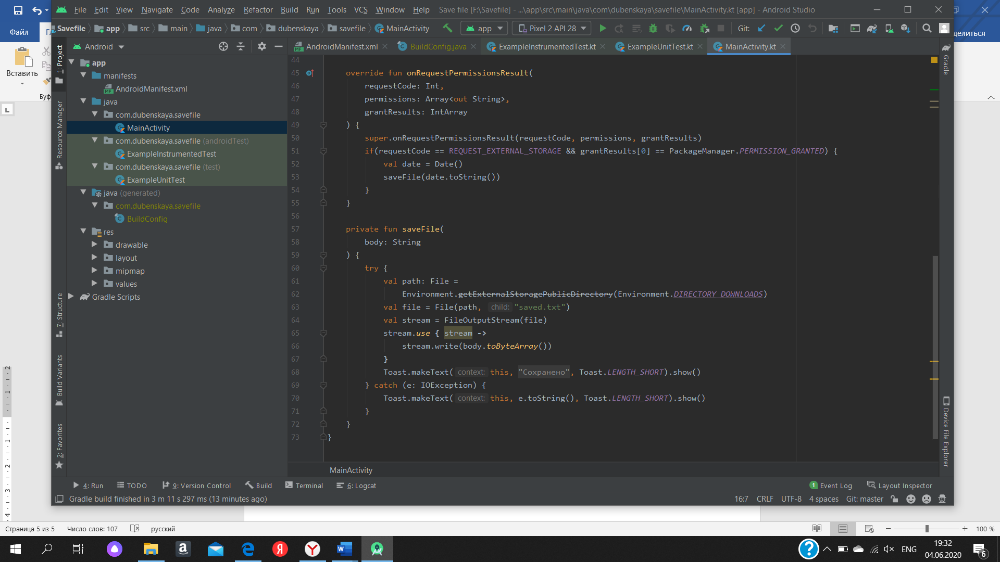 File Edit View Navigate Code Analyze Refactor Build Run Tools VCS Window Help Save file [F:\Savefile] - ...\app\src\main\java\com\dubenskaya\savefile\MainActivity.kt [app] - Android Studio
Файл
делиться
Savefile app src main java com dubenskaya savefile MainActivity app Pixel 2 API 28 Git:
Вставить
Android
AndroidManifest.xml BuildConfig.java ExampleInstrumentedTest.kt ExampleUnitTest.kt MainActivity.kt
1: Project
Resource Manager
7: Structure
Build Variants
2: Favorites
Gradle
Device File Explorer
app
manifests
AndroidManifest.xml
java
com.dubenskaya.savefile
MainActivity
com.dubenskaya.savefile (androidTest)
ExampleInstrumentedTest
com.dubenskaya.savefile (test)
ExampleUnitTest
java (generated)
com.dubenskaya.savefile
BuildConfig
res
drawable
layout
mipmap
values
Gradle Scripts
44
45 override fun onRequestPermissionsResult(
46 requestCode: Int,
47 permissions: Array<out String>,
48 grantResults: IntArray
49 ) {
50 super.onRequestPermissionsResult(requestCode, permissions, grantResults)
51 if(requestCode == REQUEST_EXTERNAL_STORAGE && grantResults[0] == PackageManager.PERMISSION_GRANTED) {
52 val date = Date()
53 saveFile(date.toString())
54 }
55 }
56
57 private fun saveFile(
58 body: String
59 ) {
60 try {
61 val path: File =
62 Environment.getExternalStoragePublicDirectory(Environment.DIRECTORY_DOWNLOADS)
63 val file = File(path, child: "saved.txt")
64 val stream = FileOutputStream(file)
65 stream.use { stream ->
66 stream.write(body.toByteArray())
67 }
68 Toast.makeText( context: this, "Сохранено", Toast.LENGTH_SHORT).show()
69 } catch (e: IOException) {
70 Toast.makeText( context: this, e.toString(), Toast.LENGTH_SHORT).show()
71 }
72 }
73 }
MainActivity
4: Run TODO 9: Version Control Build Terminal 6: Logcat 1 Event Log Layout Inspector
Gradle build finished in 3 m 11 s 297 ms (13 minutes ago) 16:7 CRLF UTF-8 4 spaces Git: master
Страница 5 из 5 Число слов: 107 русский 100 %
ENG 19:32
04.06.2020
6